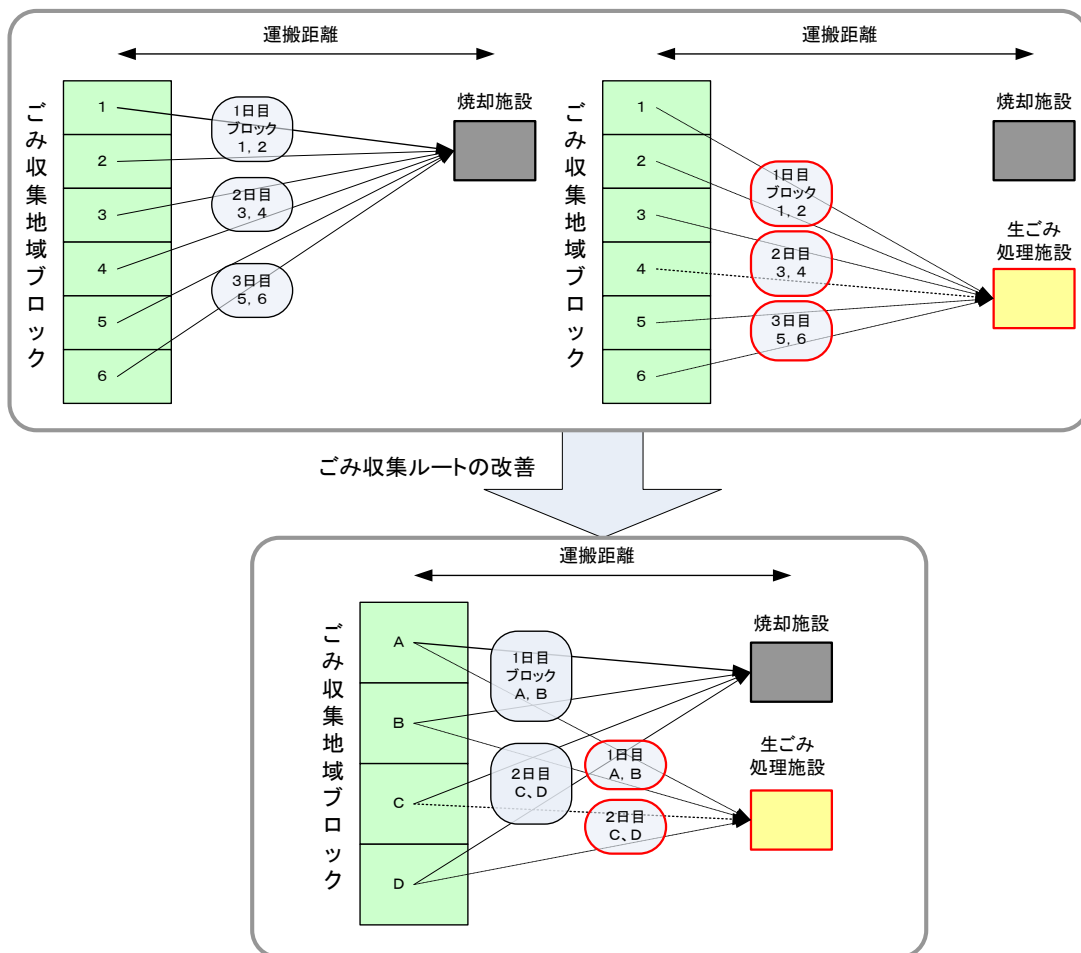 運搬距離
ごみ収集地域ブロック
1
2
3
4
5
6
1日目
ブロック
1, 2
2日目
3, 4
3日目
5, 6
焼却施設
運搬距離
ごみ収集地域ブロック
1
2
3
4
5
6
1日目
ブロック
1, 2
2日目
3, 4
3日目
5, 6
焼却施設
生ごみ
処理施設
ごみ収集ルートの改善
運搬距離
ごみ収集地域ブロック
A
B
C
D
1日目
ブロック
A, B
2日目
C、D
1日目
A, B
2日目
C、D
焼却施設
生ごみ
処理施設